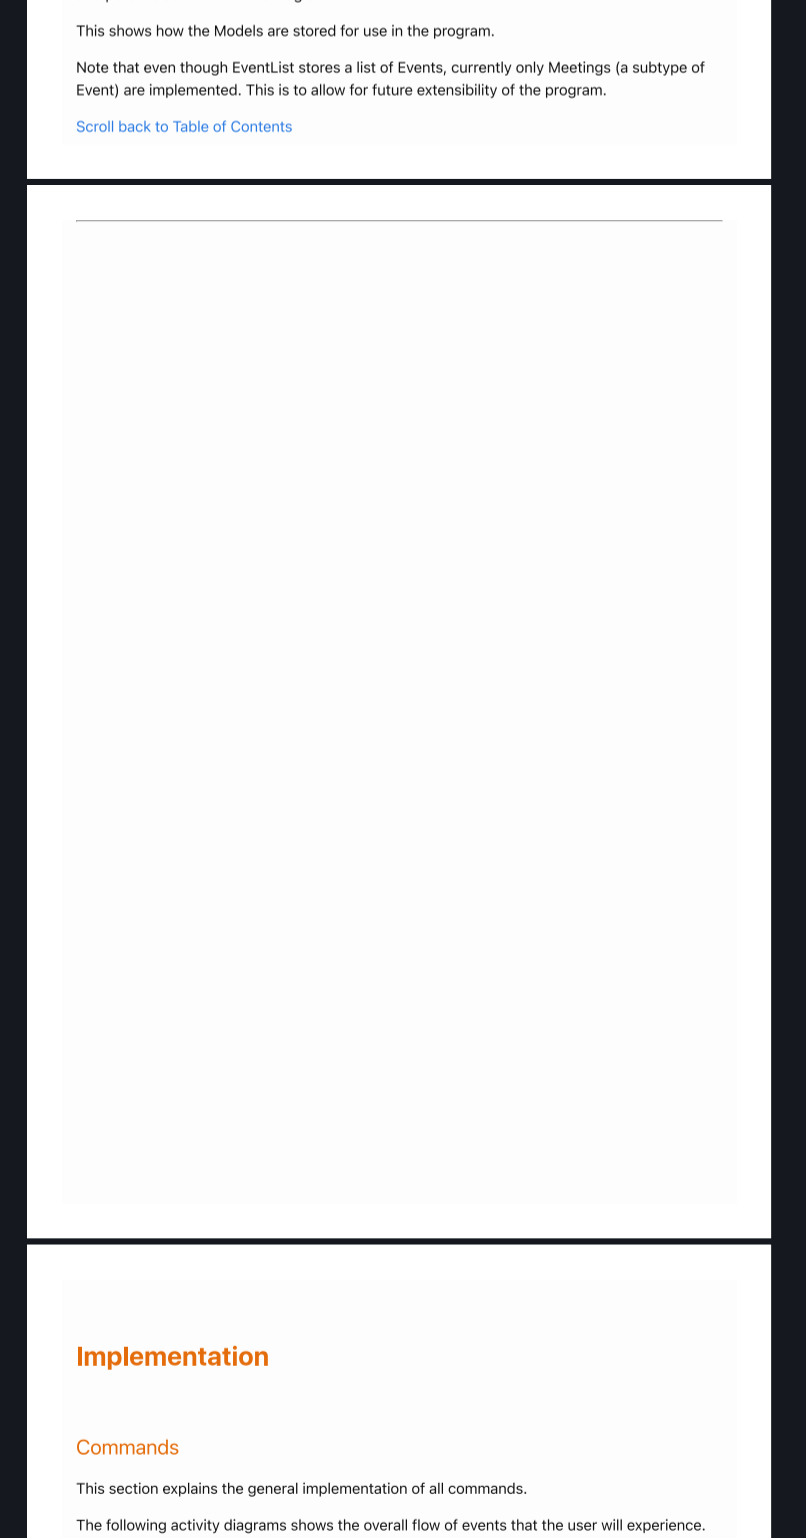 This shows how the Models are stored for use in the program.
Note that even though EventList stores a list of Events, currently only Meetings (a subtype of
Event) are implemented. This is to allow for future extensibility of the program.
Scroll back to Table of Contents
Implementation
Commands
This section explains the general implementation of all commands.
The following activity diagrams shows the overall flow of events that the user will experience.